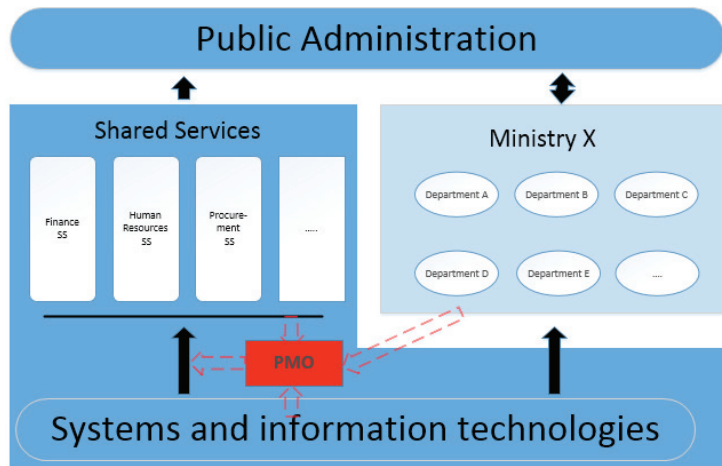 Public Administration
Shared Services
Ministry X
Finance
SS
Human
Resources
SS
Procure-
ment
SS
.....
Department A
Department B
Department C
Department D
Department E
....
PMO
Systems and information technologies